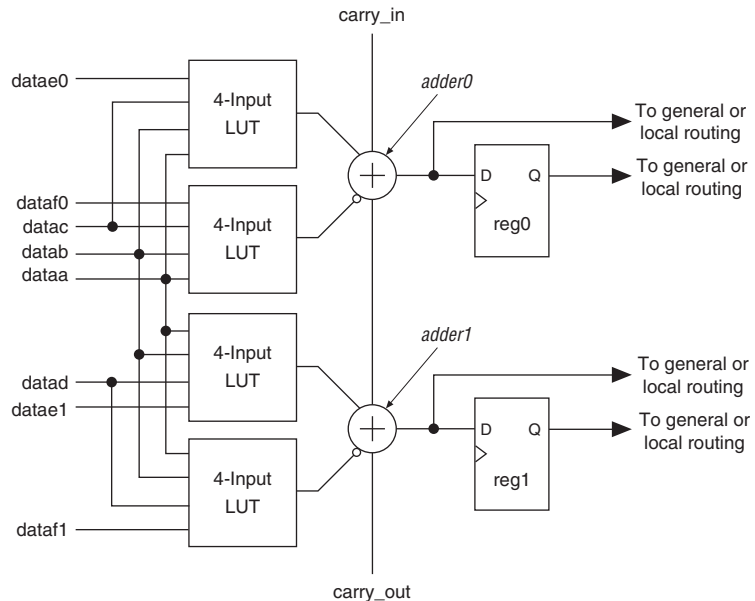 carry_in
adder0
datae0
4-Input
LUT
To general or
local routing
D Q
reg0
To general or
local routing
dataf0
datac
datab
dataa
4-Input
LUT
adder1
4-Input
LUT
datad
datae1
To general or
local routing
D Q
reg1
To general or
local routing
4-Input
LUT
dataf1
carry_out